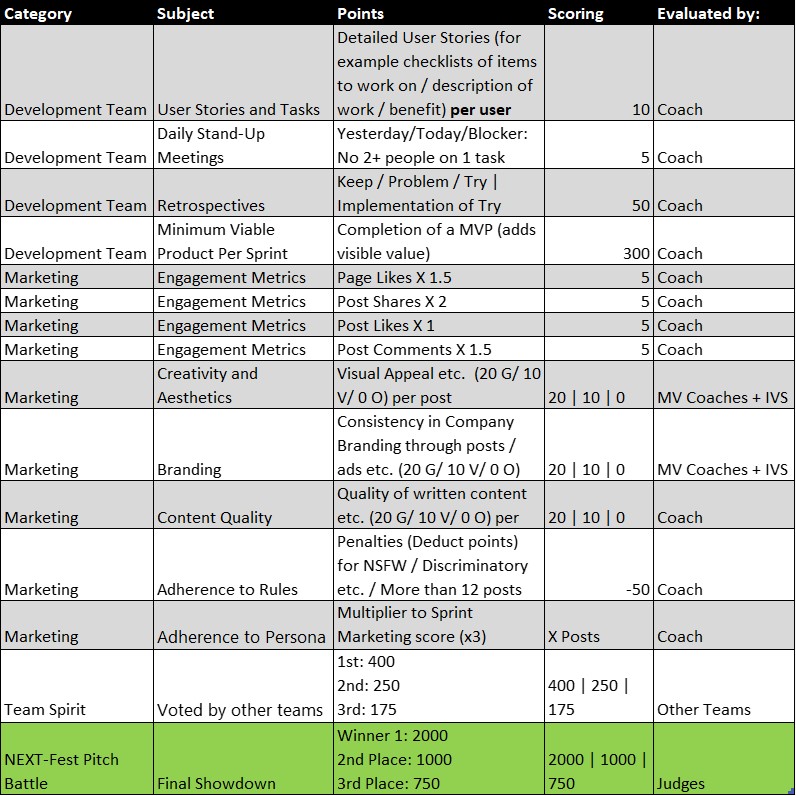 Category Subject Points Scoring Evaluated by:
Detailed User Stories (for
example checklists of items
to work on / description of
Development Team User Stories and Tasks work / benefit) per user 10 Coach
Daily Stand-Up Yesterday/Today/Blocker:
Development Team Meetings No 2+ people on 1 task 5 Coach
Keep / Problem / Try |
Development Team Retrospectives Implementation of Try 50 Coach
Minimum Viable Completion of a MVP (adds
Development Team Product Per Sprint visible value) 300 Coach
Marketing Engagement Metrics Page Likes X 1.5 5 Coach
Marketing Engagement Metrics Post Shares X 2 5 Coach
Marketing Engagement Metrics Post Likes X 1 5 Coach
Marketing Engagement Metrics Post Comments X 1.5 5 Coach
Creativity and Visual Appeal etc.  (20 G/ 10
Marketing Aesthetics V/ 0 O) per post 20 | 10 | 0 MV Coaches + IVS
Consistency in Company
Branding through posts /
Marketing Branding ads etc. (20 G/ 10 V/ 0 O) 20 | 10 | 0 MV Coaches + IVS
Quality of written content
Marketing Content Quality etc. (20 G/ 10 V/ 0 O) per 20 | 10 | 0 Coach
Penalties (Deduct points)
for NSFW / Discriminatory
Marketing Adherence to Rules etc. / More than 12 posts -50 Coach
Multiplier to Sprint
Marketing Adherence to Persona Marketing score (x3) X Posts Coach
1st: 400
2nd: 250 400 | 250 |
Team Spirit Voted by other teams 3rd: 175 175 Other Teams
Winner 1: 2000
NEXT-Fest Pitch 2nd Place: 1000 2000 | 1000 |
Battle Final Showdown 3rd Place: 750 750 Judges